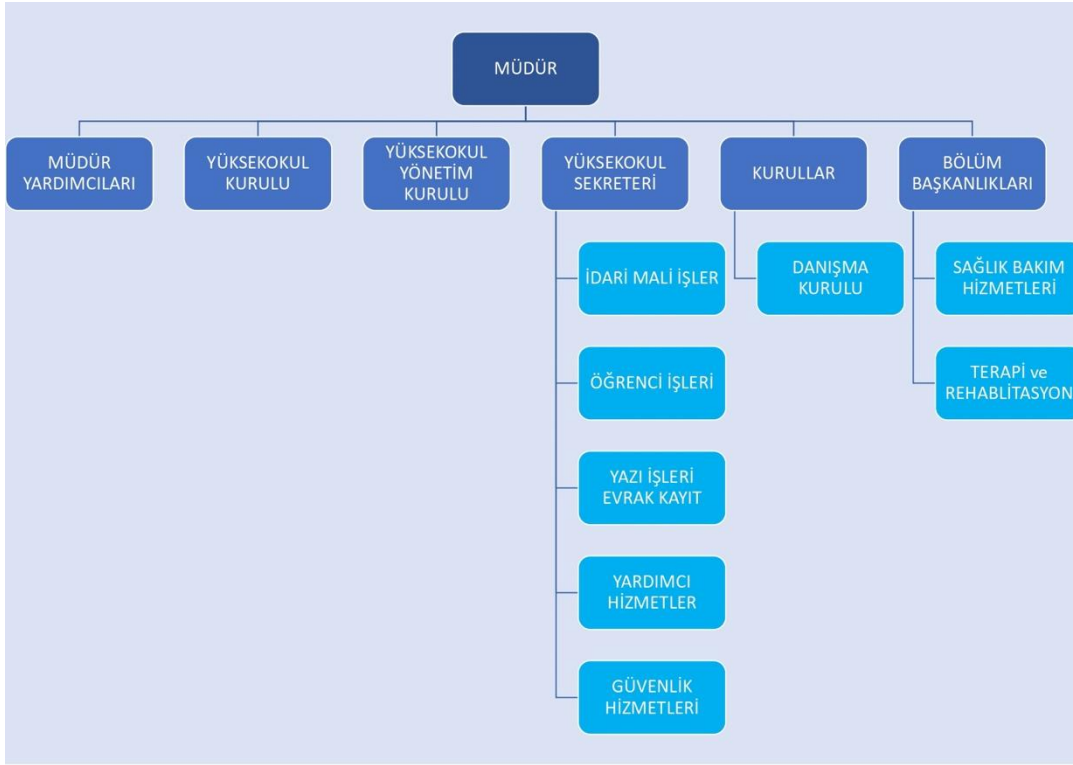 MÜDÜR
MÜDÜR
YARDIMCILARI
YÜKSEKOKUL
KURULU
YÜKSEKOKUL
YÖNETİM
KURULU
YÜKSEKOKUL
SEKRETERİ
KURULLAR
BÖLÜM
BAŞKANLIKLARI
İDARİ MALİ İŞLER
ÖĞRENCİ İŞLERİ
YAZI İŞLERİ
EVRAK KAYIT
YARDIMCI
HİZMETLER
GÜVENLİK
HİZMETLERİ
DANIŞMA
KURULU
SAĞLIK BAKIM
HİZMETLERİ
TERAPİ ve
REHABLİTASYON